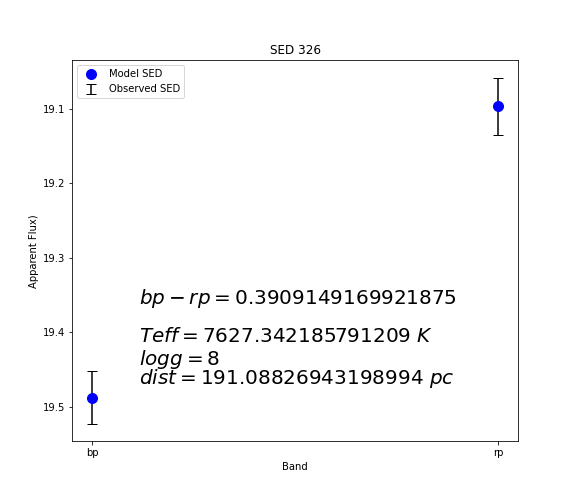 SED 326
Model SED
Observed SED
19.1
19.2
19.3
19.4
19.5
Apparent Flux)
bp − rp = 0.3909149169921875
Teff = 7627.342185791209 K
logg = 8
dist = 191.08826943198994 pc
bp
rp
Band